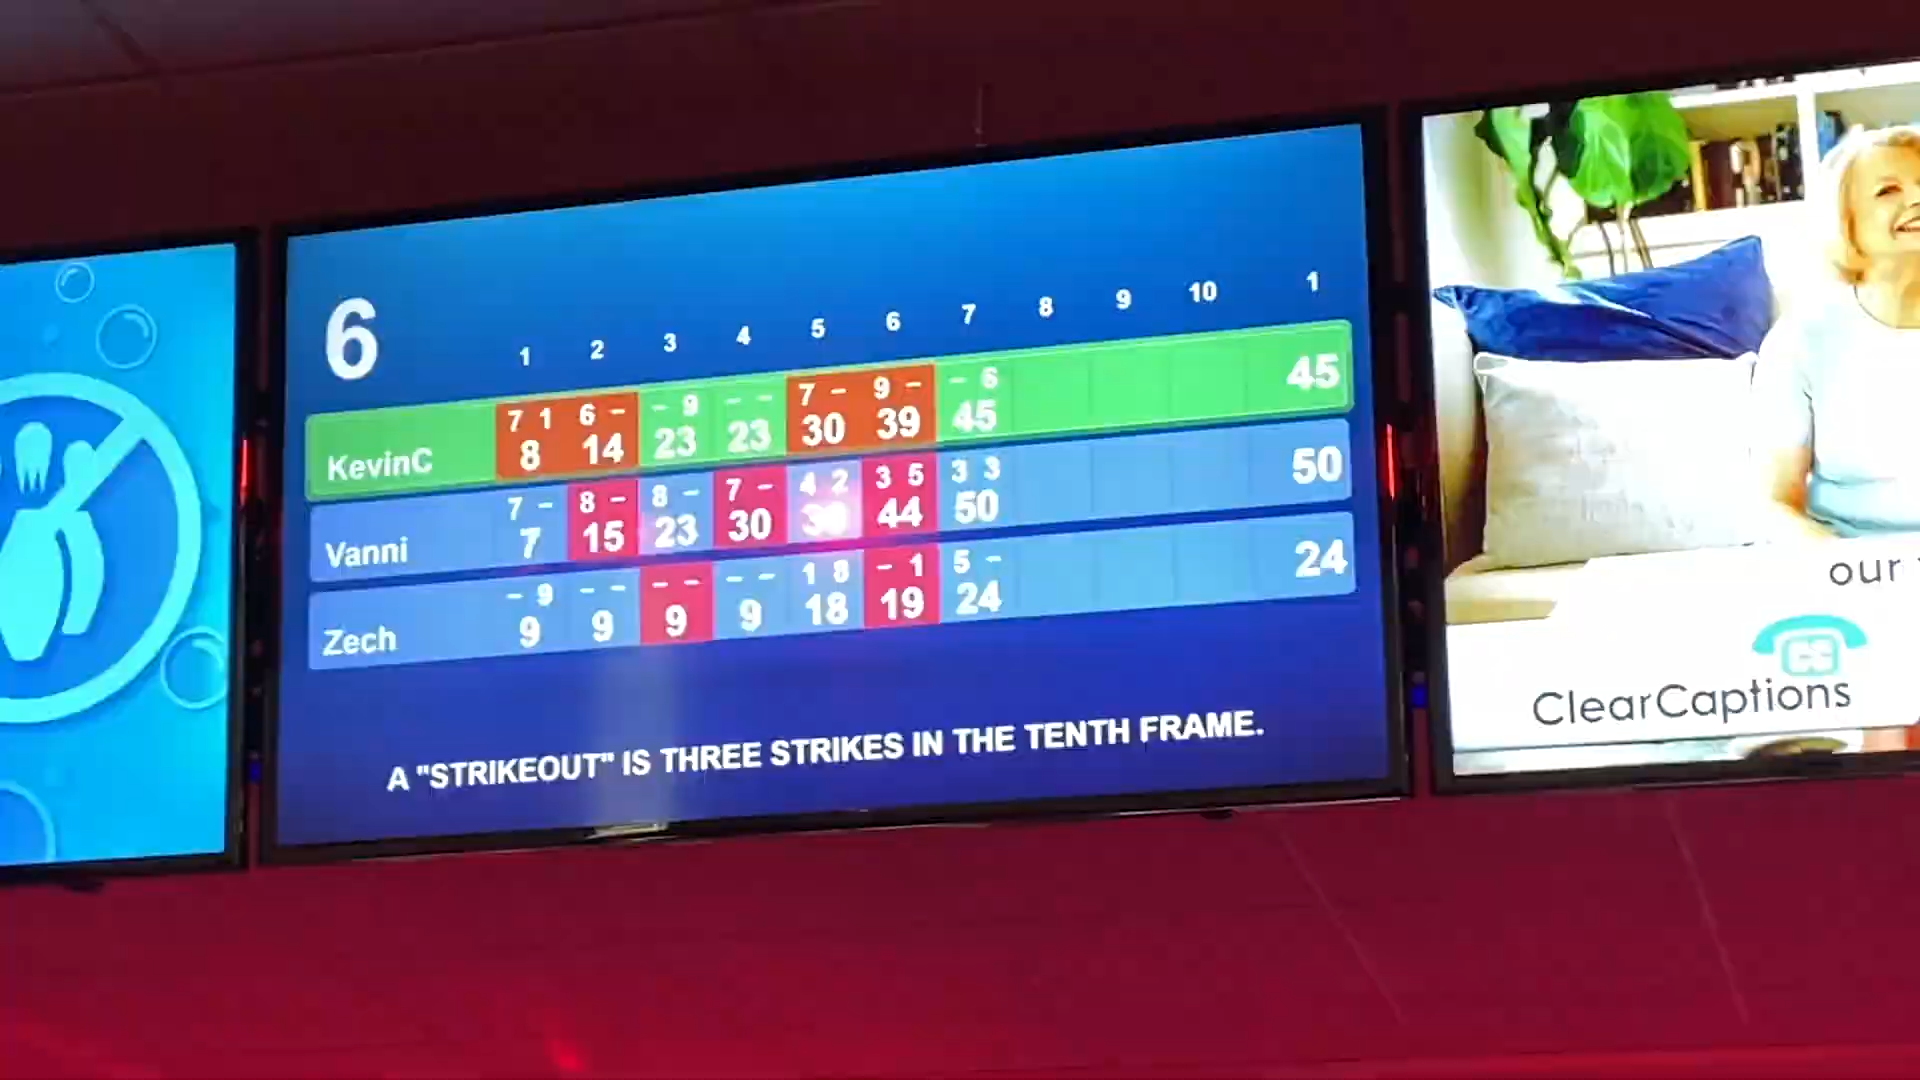 6
1 2 3 4 5 6 7 8 9 10 1
KevinC 7 1 6 - - 9 - - 7 - 9 - - 6
8 14 23 23 30 39 45 45
Vanni 7 - 8 - 8 - 7 - 4 2 3 5 3 3
7 15 23 30 36 44 50 50
Zech - 9 - - - - - - 1 8 - 1 5 -
9 9 9 9 18 19 24 24
A "STRIKEOUT" IS THREE STRIKES IN THE TENTH FRAME.
our
CC
ClearCaptions